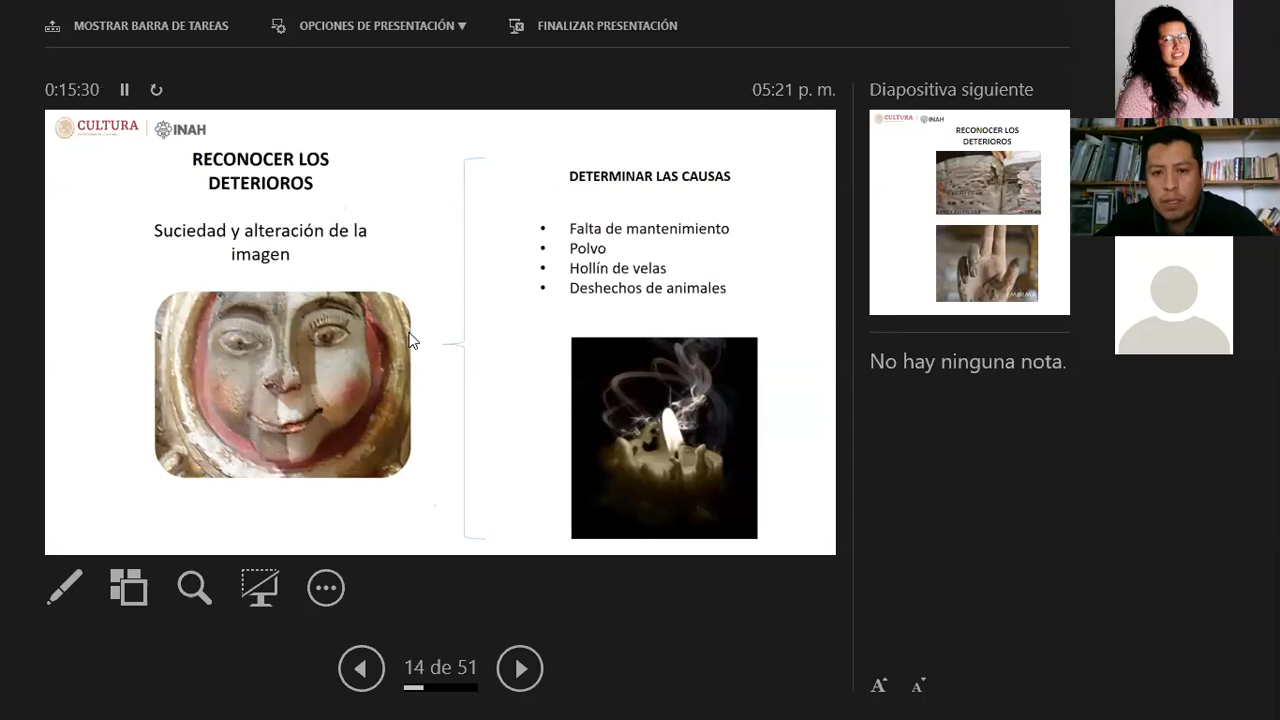 MOSTRAR BARRA DE TAREAS
OPCIONES DE PRESENTACIÓN ▼
FINALIZAR PRESENTACIÓN
0:15:30
05:21 p. m.
CULTURA
INAH
RECONOCER LOS
DETERIOROS
Suciedad y alteración de la
imagen
DETERMINAR LAS CAUSAS
• Falta de mantenimiento
• Polvo
• Hollín de velas
• Deshechos de animales
Diapositiva siguiente
CULTURA
INAH
RECONOCER LOS
DETERIOROS
No hay ninguna nota.
14 de 51
A A